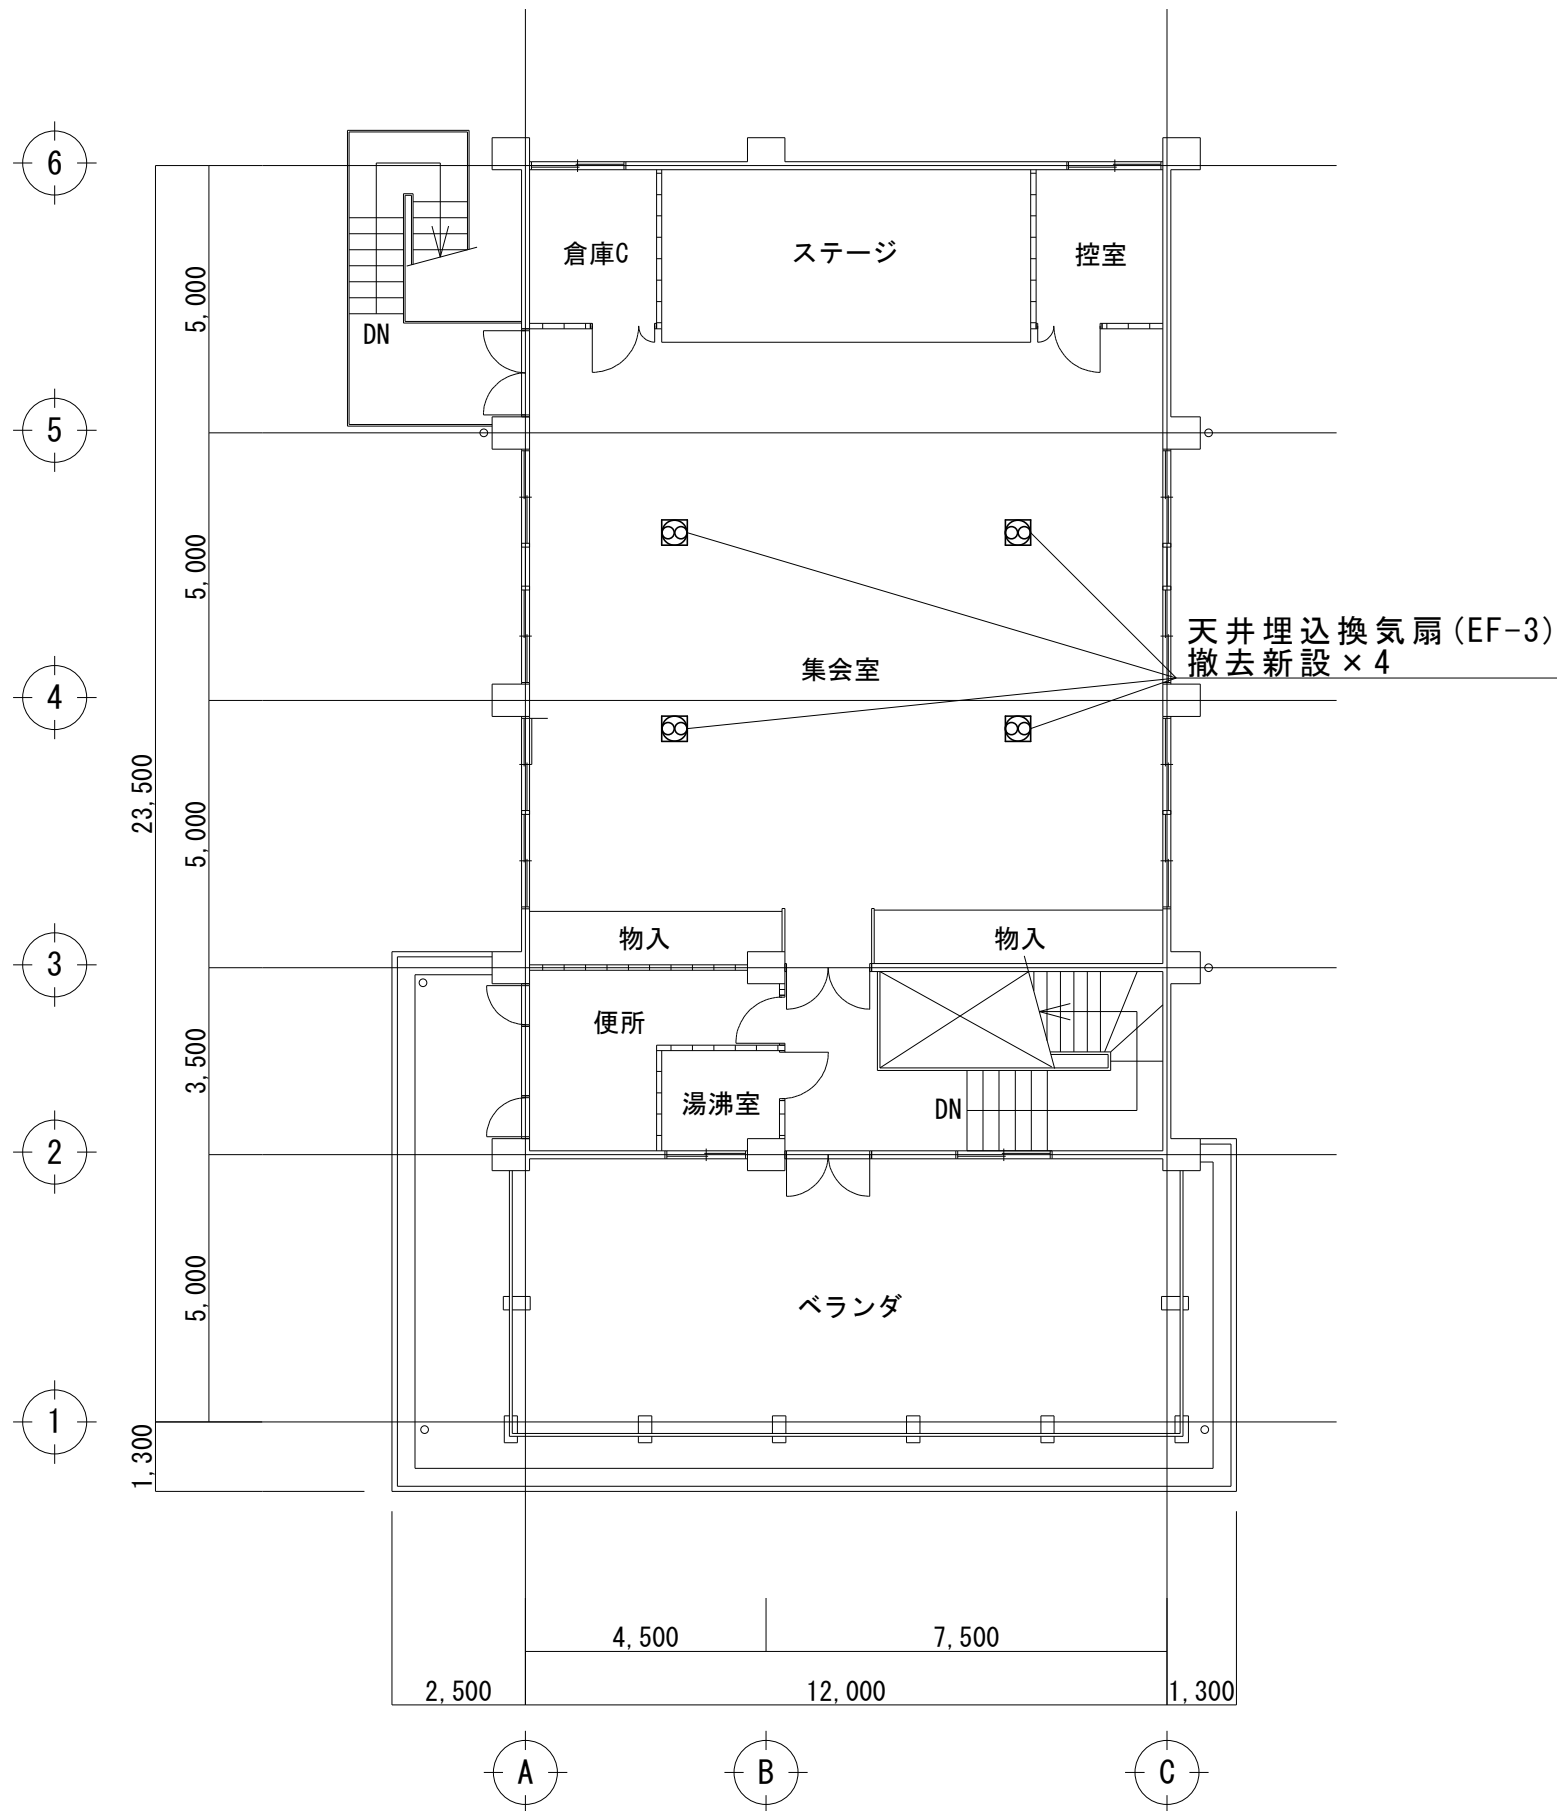 6
倉庫C
ステージ
控室
5,000
DN
5
5,000
天井埋込換気扇(EF-3)
撤去新設×4
集会室
4
23,500
5,000
物入
物入
3
便所
3,500
湯沸室
DN
2
5,000
ベランダ
1
1,300
4,500
7,500
2,500
12,000
1,300
A
B
C